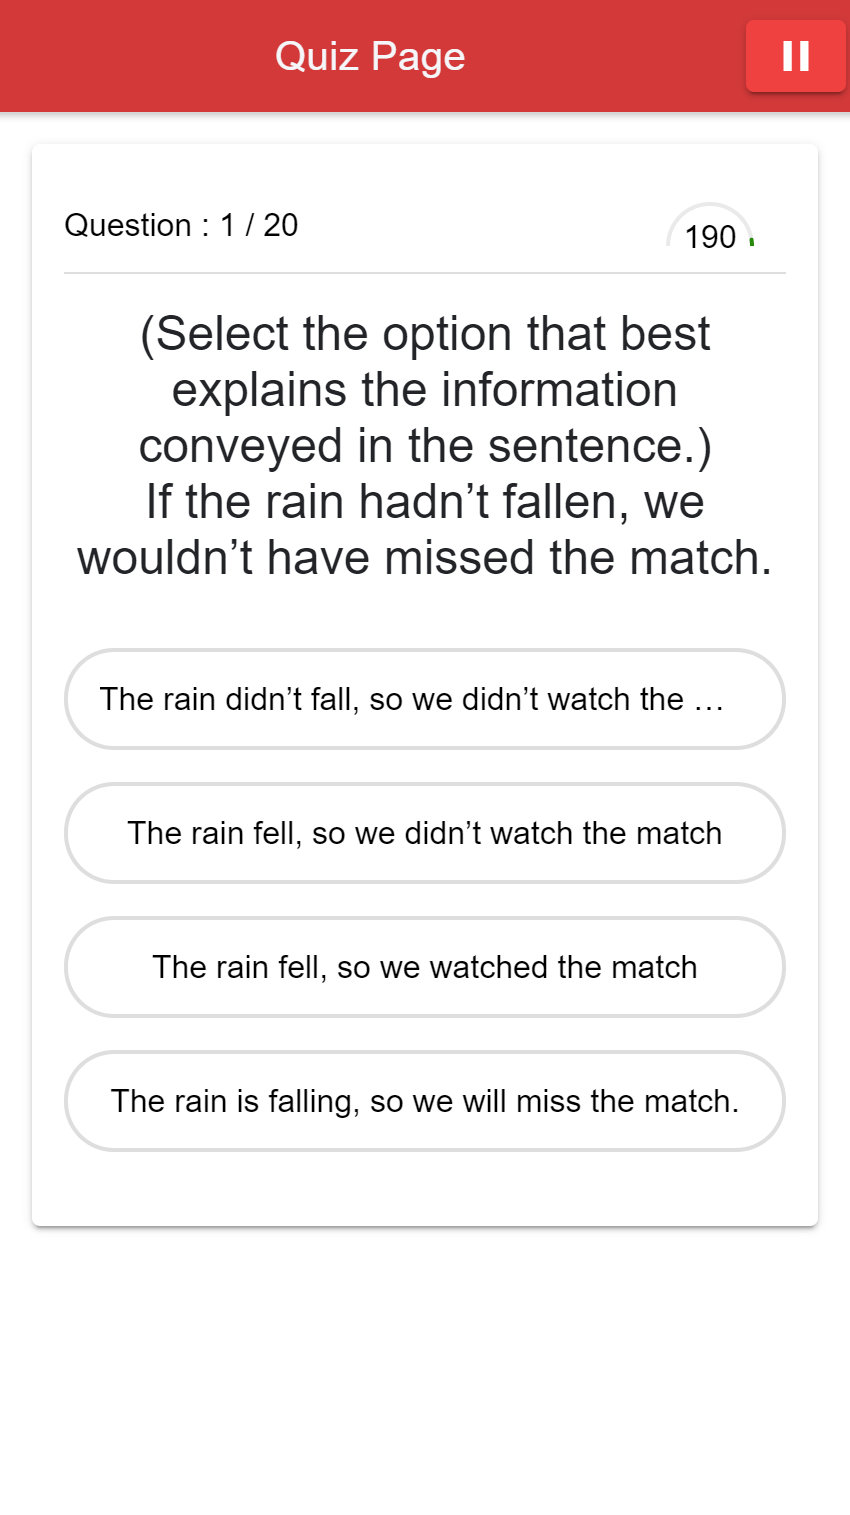 Quiz Page
Question : 1 / 20
190
(Select the option that best
explains the information
conveyed in the sentence.)
If the rain hadn’t fallen, we
wouldn’t have missed the match.
The rain didn’t fall, so we didn’t watch the …
The rain fell, so we didn’t watch the match
The rain fell, so we watched the match
The rain is falling, so we will miss the match.